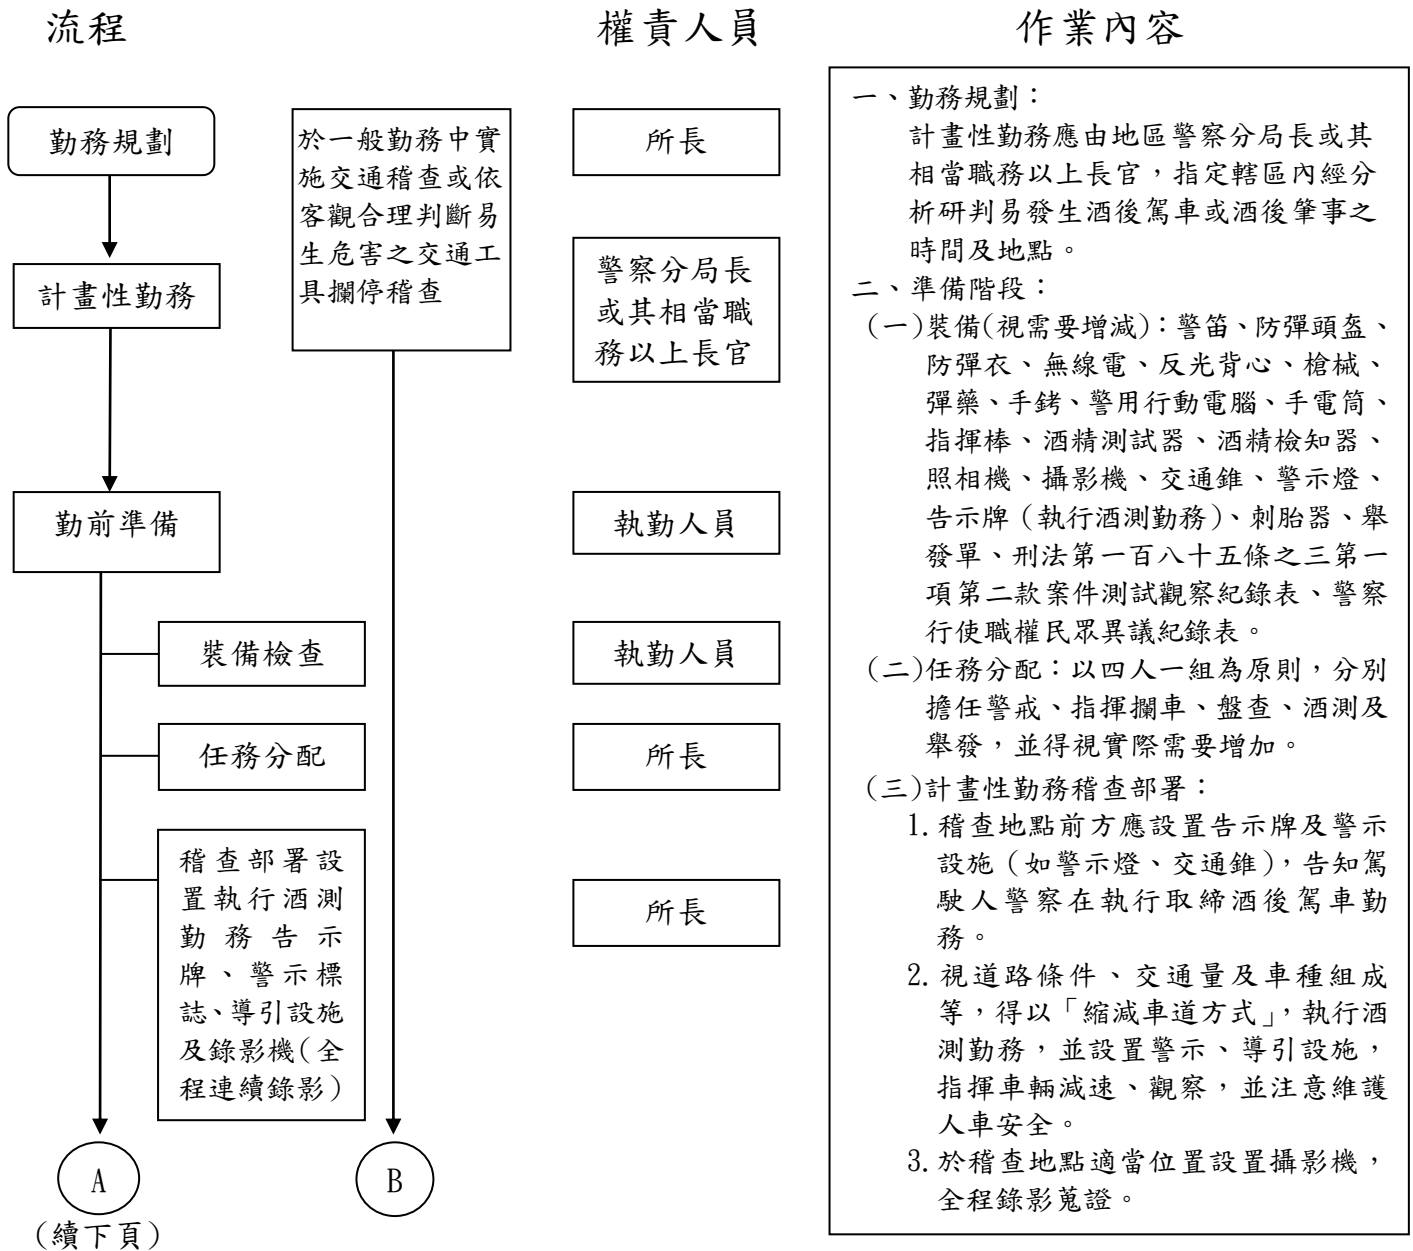 流程
權責人員
作業內容
勤務規劃
計畫性勤務
勤前準備
裝備檢查
任務分配
稽查部署設
置執行酒測
勤務告示
牌、警示標
誌、導引設施
及錄影機(全
程連續錄影)
A
(續下頁)
於一般勤務中實
施交通稽查或依
客觀合理判斷易
生危害之交通工
具攔停稽查
B
所長
警察分局長
或其相當職
務以上長官
執勤人員
執勤人員
所長
所長
一、勤務規劃：
計畫性勤務應由地區警察分局長或其
相當職務以上長官，指定轄區內經分
析研判易發生酒後駕車或酒後肇事之
時間及地點。
二、準備階段：
(一)裝備(視需要增減)：警笛、防彈頭盔、
防彈衣、無線電、反光背心、槍械、
彈藥、手銬、警用行動電腦、手電筒、
指揮棒、酒精測試器、酒精檢知器、
照相機、攝影機、交通錐、警示燈、
告示牌（執行酒測勤務）、刺胎器、舉
發單、刑法第一百八十五條之三第一
項第二款案件測試觀察紀錄表、警察
行使職權民眾異議紀錄表。
(二)任務分配：以四人一組為原則，分別
擔任警戒、指揮攔車、盤查、酒測及
舉發，並得視實際需要增加。
(三)計畫性勤務稽查部署：
1.稽查地點前方應設置告示牌及警示
設施（如警示燈、交通錐），告知駕
駛人警察在執行取締酒後駕車勤
務。
2.視道路條件、交通量及車種組成
等，得以「縮減車道方式」，執行酒
測勤務，並設置警示、導引設施，
指揮車輛減速、觀察，並注意維護
人車安全。
3.於稽查地點適當位置設置攝影機，
全程錄影蒐證。